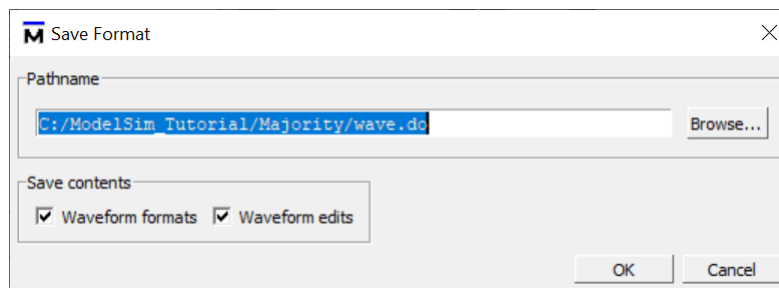 Save Format
Pathname
C:/ModelSim_Tutorial/Majority/wave.do
Browse...
Save contents
Waveform formats Waveform edits
OK Cancel